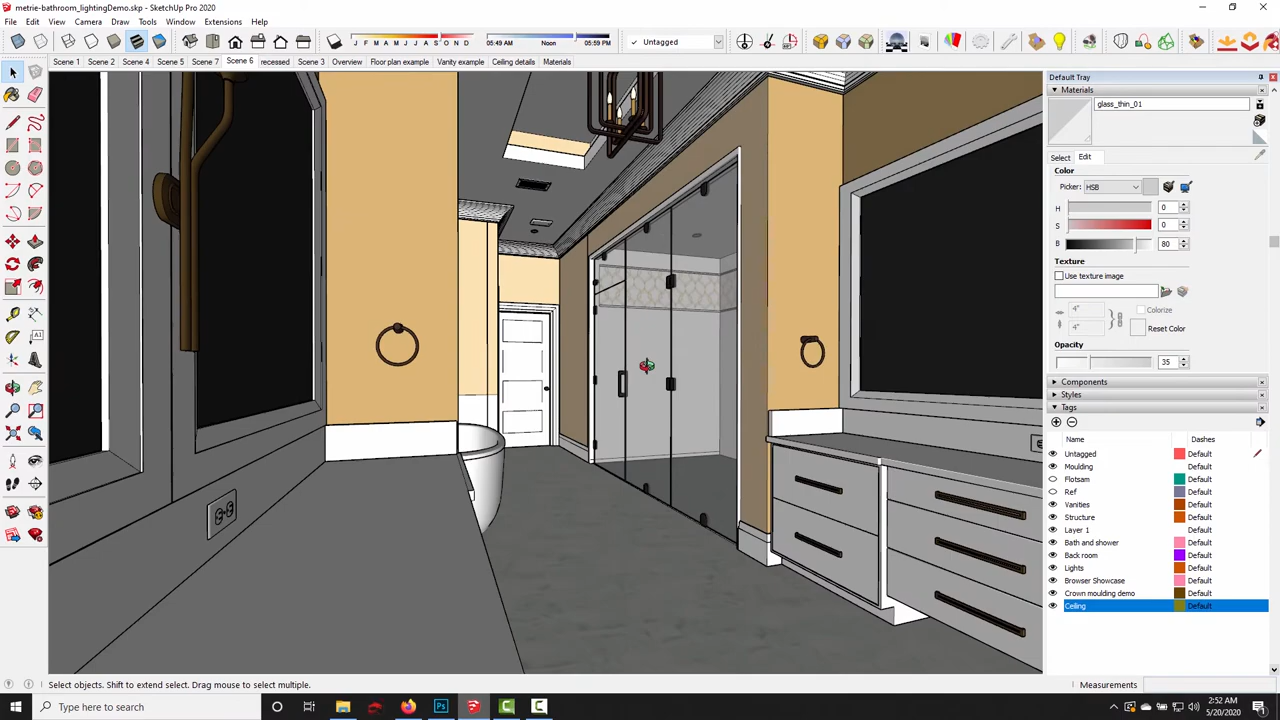 metrie-bathroom_lightingDemo.skp - SketchUp Pro 2020
File Edit View Camera Draw Tools Window Extensions Help
J F M A M J J A S O N D
05:49 AM Noon 05:59 PM
✓ Untagged
Scene 1 Scene 2 Scene 4 Scene 5 Scene 7 Scene 6 recessed Scene 3 Overview Floor plan example Vanity example Ceiling details Materials
Default Tray
Materials
glass_thin_01
Select Edit
Color
Picker: HSB
H 0
S 0
B 80
Texture
Use texture image
4" Colorize
4" Reset Color
Opacity
35
Components
Styles
Tags
Name Dashes
Untagged Default
Moulding Default
Flotsam Default
Ref Default
Vanities Default
Structure Default
Layer 1 Default
Bath and shower Default
Back room Default
Lights Default
Browser Showcase Default
Crown moulding demo Default
Ceiling Default
Select objects. Shift to extend select. Drag mouse to select multiple.
Measurements
Type here to search
2:52 AM
5/20/2020